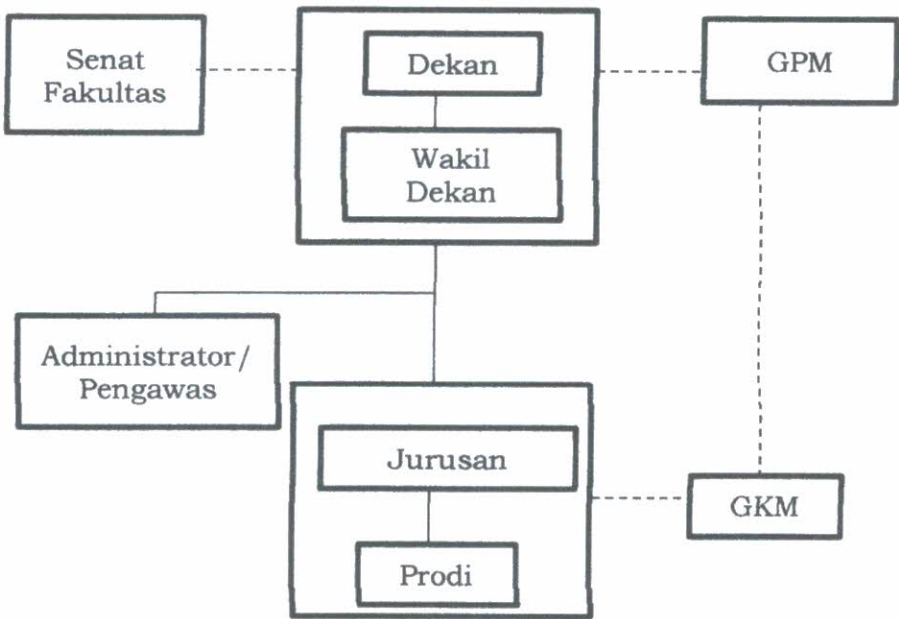 Senat
Fakultas
Dekan
GPM
Wakil
Dekan
Administrator/
Pengawas
Jurusan
GKM
Prodi